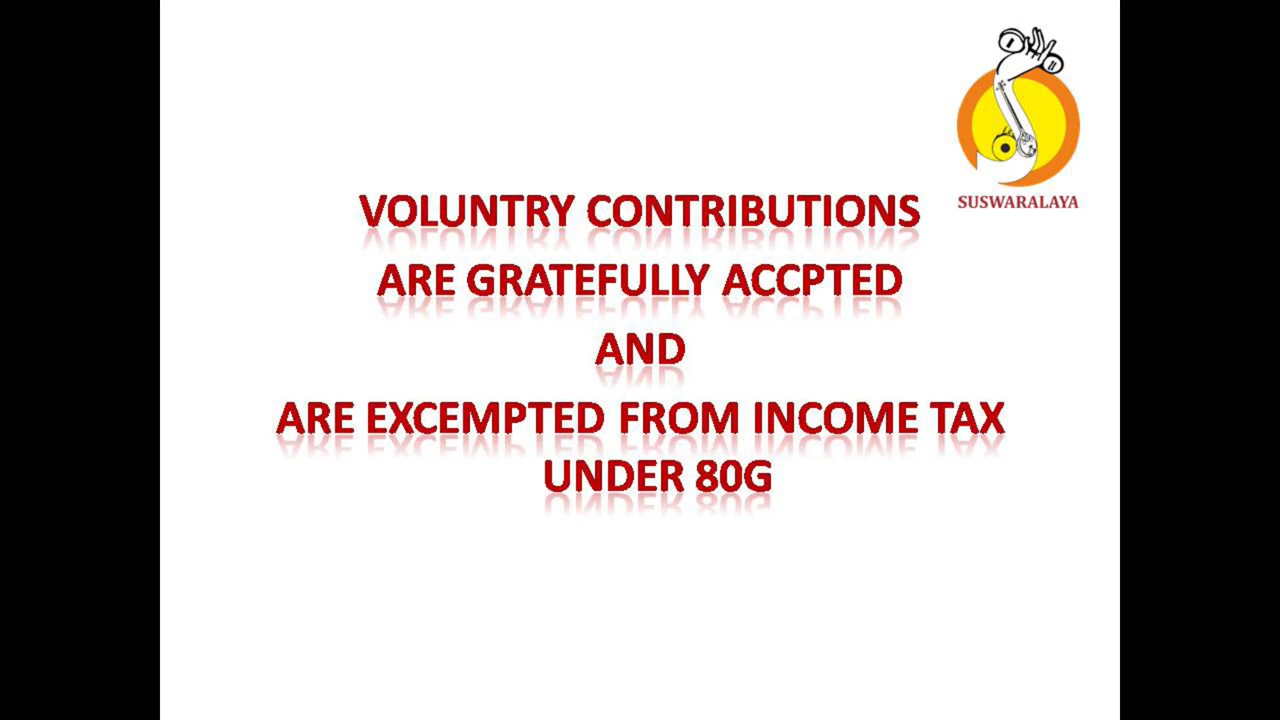 SUSWARALAYA
VOLUNTRY CONTRIBUTIONS
ARE GRATEFULLY ACCPTED
AND
ARE EXCEMPTED FROM INCOME TAX
UNDER 80G